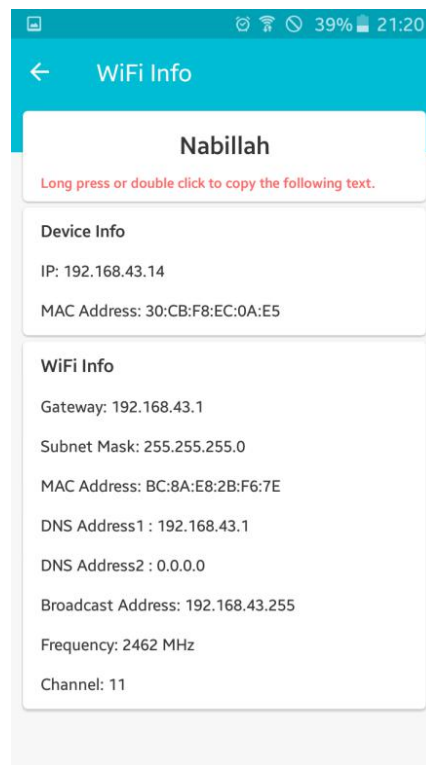 39% 21:20
WiFi Info
Nabillah
Long press or double click to copy the following text.
Device Info
IP: 192.168.43.14
MAC Address: 30:CB:F8:EC:0A:E5
WiFi Info
Gateway: 192.168.43.1
Subnet Mask: 255.255.255.0
MAC Address: BC:8A:E8:2B:F6:7E
DNS Address1 : 192.168.43.1
DNS Address2 : 0.0.0.0
Broadcast Address: 192.168.43.255
Frequency: 2462 MHz
Channel: 11